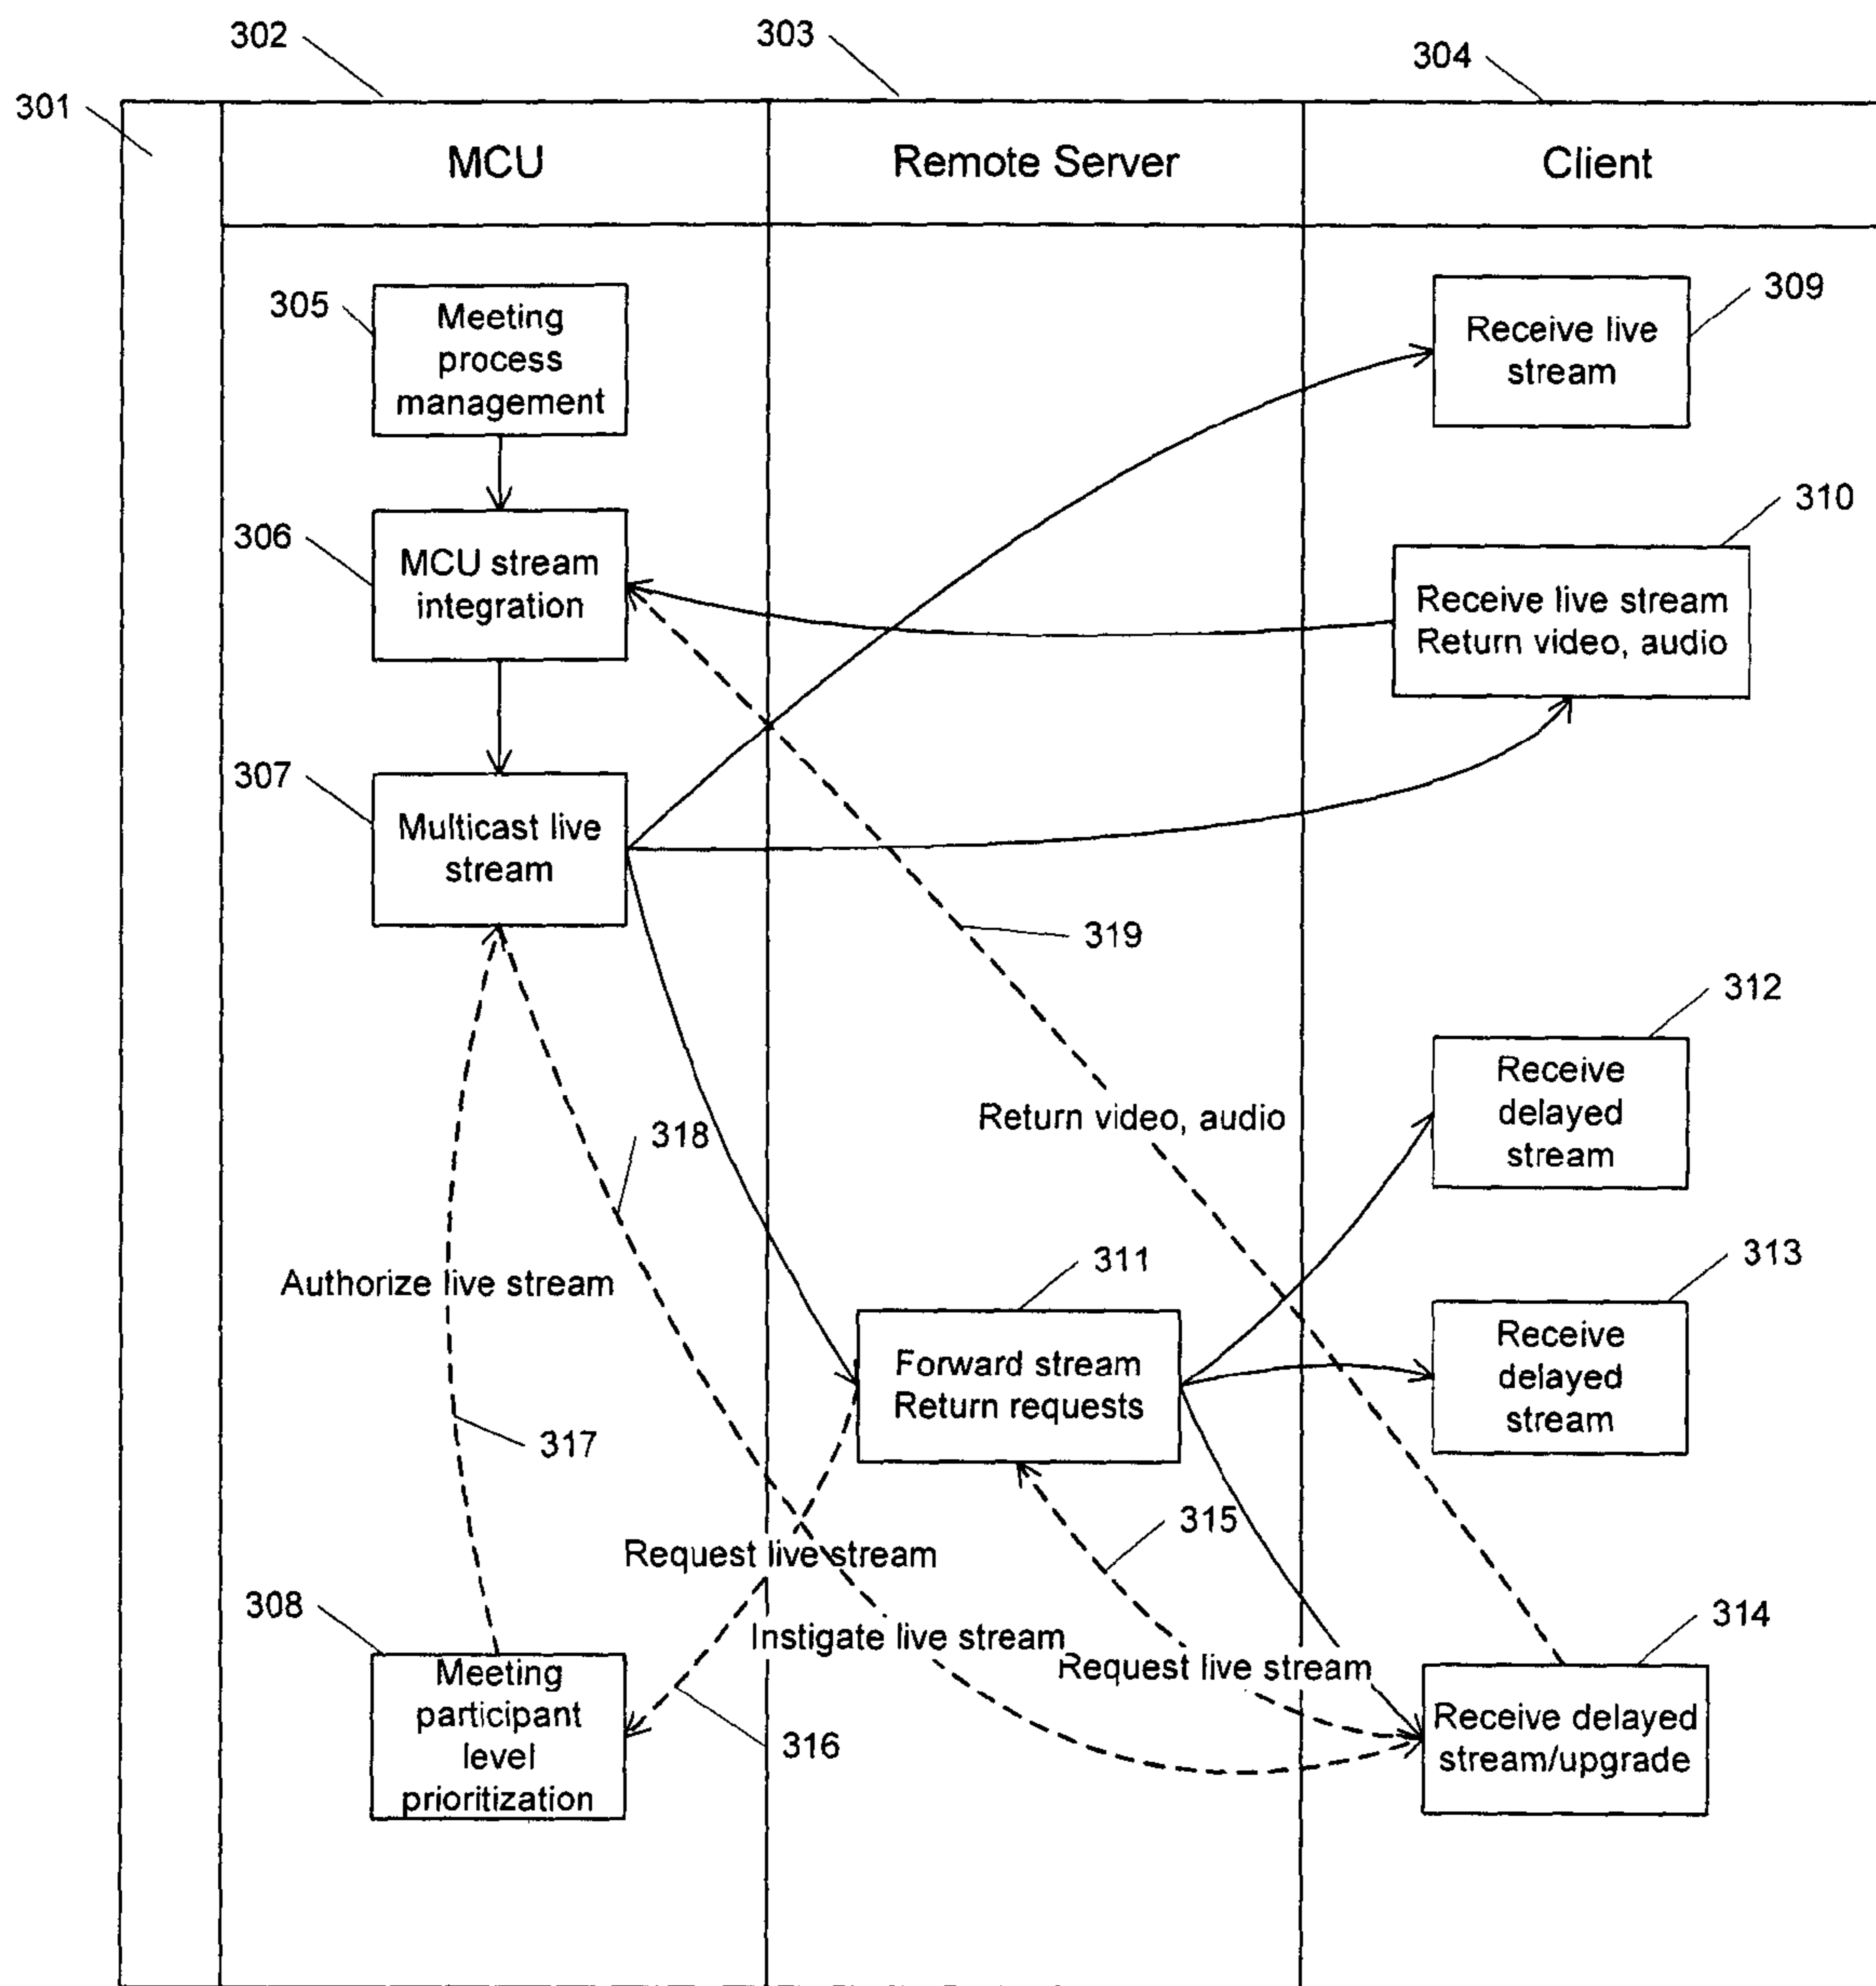 302
303
304
301
MCU
Remote Server
Client
305
Meeting
process
management
309
Receive live
stream
306
MCU stream
integration
310
Receive live stream
Return video, audio
307
Multicast live
stream
319
312
Receive
delayed
stream
Return video, audio
318
311
313
Authorize live stream
Forward stream
Return requests
Receive
delayed
stream
317
315
Request live stream
308
Meeting
participant
level
prioritization
Instigate live stream
Request live stream
314
316
Receive delayed
stream/upgrade